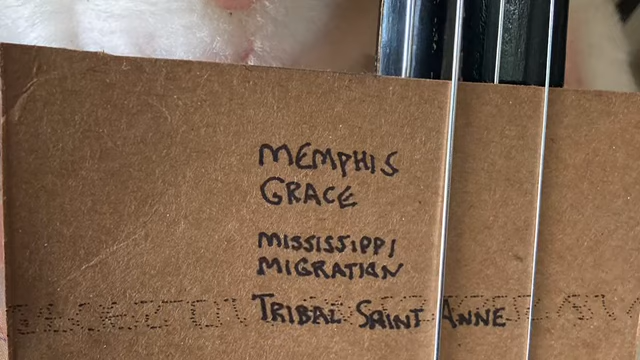 MEMPHIS
GRACE
MISSISSIPPI
MIGRATION
TRIBAL SAINT ANNE